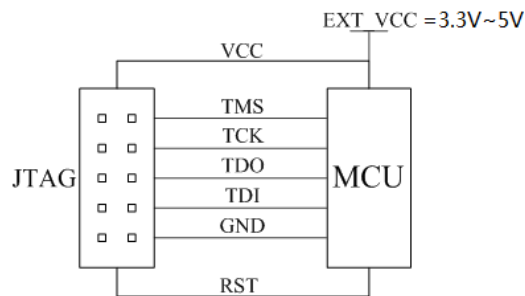 EXT_VCC =3.3V~5V
VCC
TMS
TCK
TDO
JTAG
MCU
TDI
GND
RST